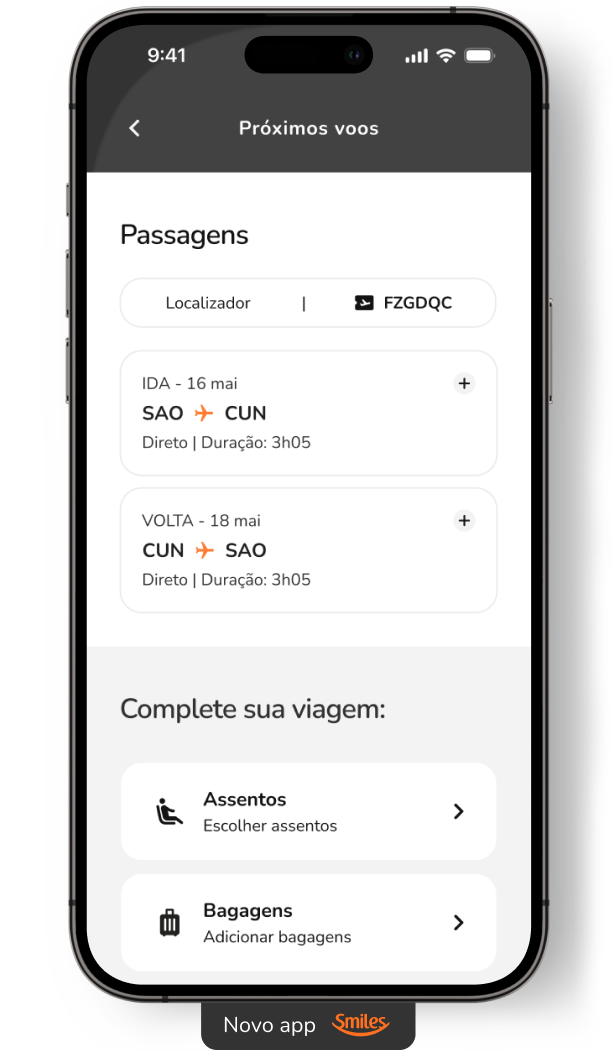 9:41
Próximos voos
Passagens
Localizador | FZGDQC
IDA - 16 mai
SAO CUN
Direto | Duração: 3h05
VOLTA - 18 mai
CUN SAO
Direto | Duração: 3h05
Complete sua viagem:
Assentos
Escolher assentos
Bagagens
Adicionar bagagens
Novo app Smiles